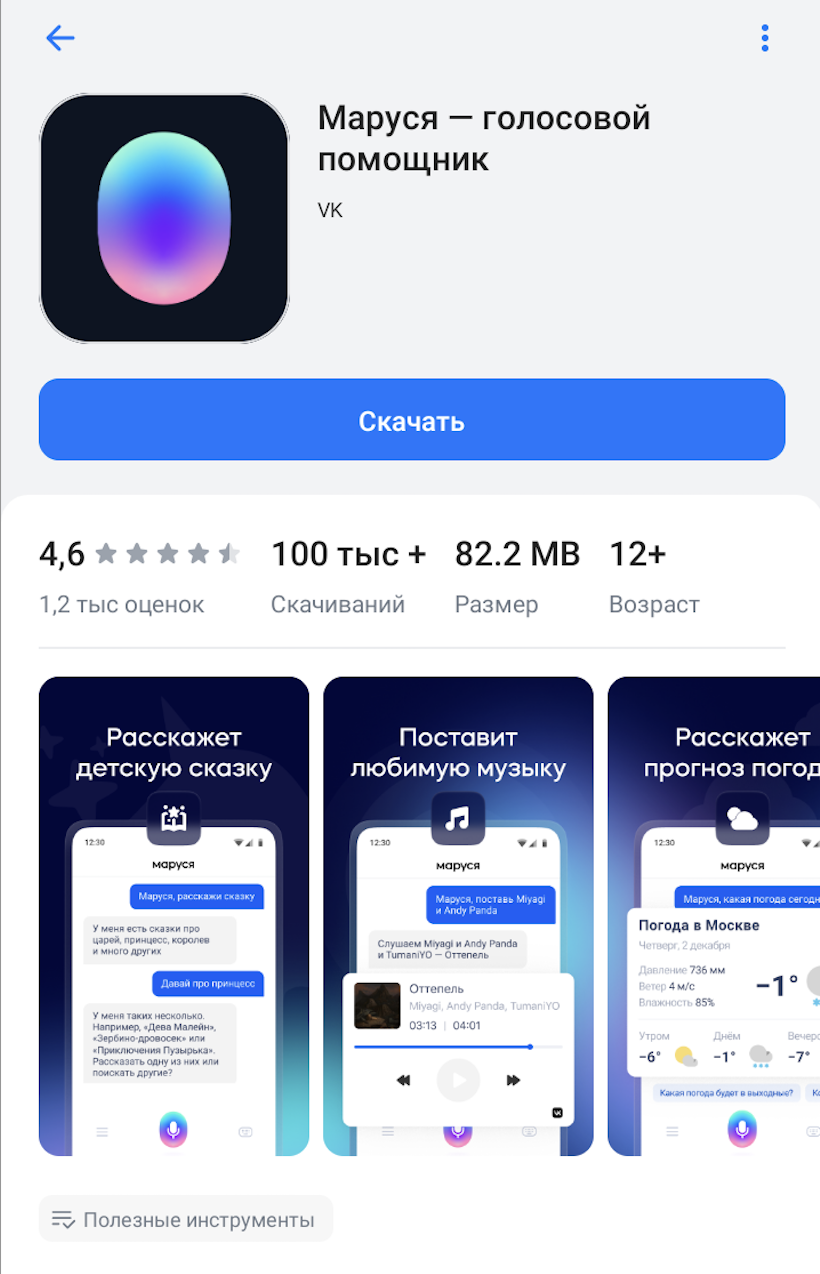 Маруся — голосовой
помощник
VK
Скачать
4,6
100 тыс +
82.2 MB
12+
1,2 тыс оценок
Скачиваний
Размер
Возраст
Расскажет
детскую сказку
12:30
маруся
Маруся, расскажи сказку
У меня есть сказки про
царей, принцесс, королев
и много других
Давай про принцесс
У меня таких несколько.
Например, «Дева Малейн»,
«Зербино-дровосек» или
«Приключения Пузырька».
Рассказать одну из них или
поискать другие?
Поставит
любимую музыку
12:30
маруся
Маруся, поставь Miyagi
и Andy Panda
Слушаем Miyagi и Andy Panda
и TumaniYO — Оттепель
Оттепель
Miyagi, Andy Panda, TumaniYO
03:13 | 04:01
Расскажет
прогноз погод
12:30
маруся
Маруся, какая погода сегодн
Погода в Москве
Четверг, 2 декабря
Давление 736 мм
Ветер 4 м/с
Влажность 85%
−1°
Утром
Днём
Вечеро
−6°
−1°
−7°
Какая погода будет в выходные?
Ко
Полезные инструменты